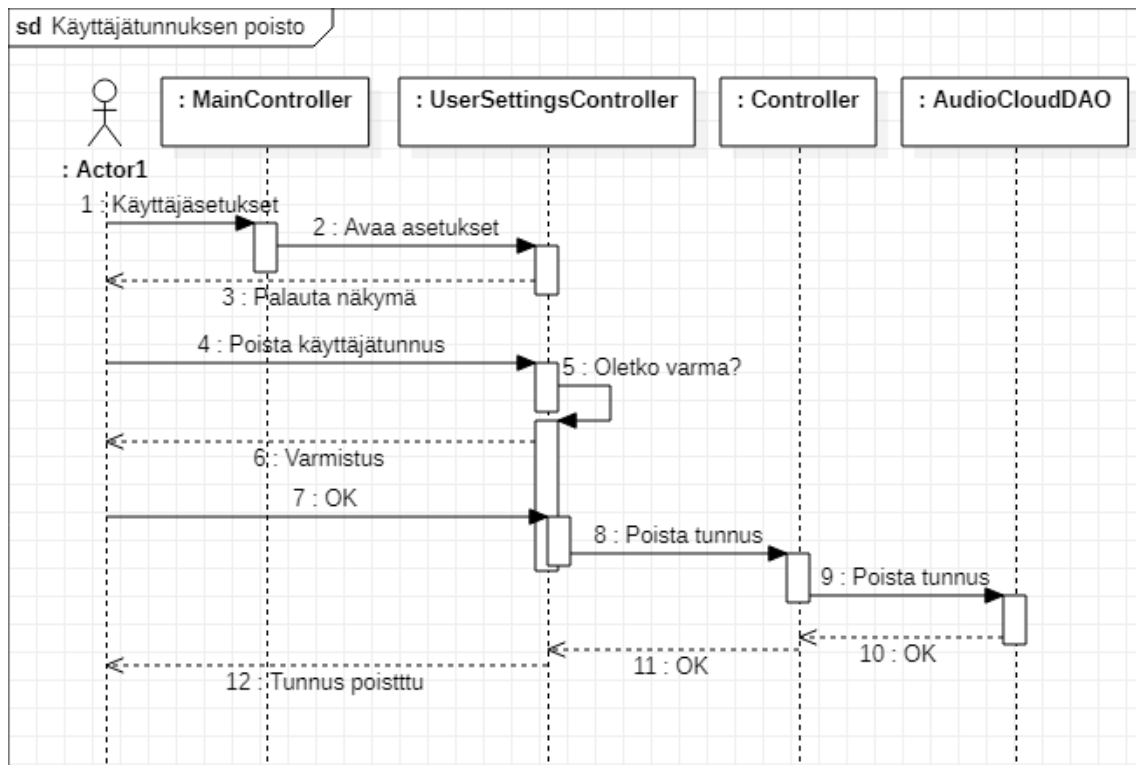 sd Käyttäjätunnuksen poisto
: MainController
: UserSettingsController
: Controller
: AudioCloudDAO
: Actor1
1 : Käyttäjäsetukset
2 : Avaa asetukset
3 : Palauta näkymä
4 : Poista käyttäjätunnus
5 : Oletko varma?
6 : Varmistus
7 : OK
8 : Poista tunnus
9 : Poista tunnus
10 : OK
11 : OK
12 : Tunnus poistttu